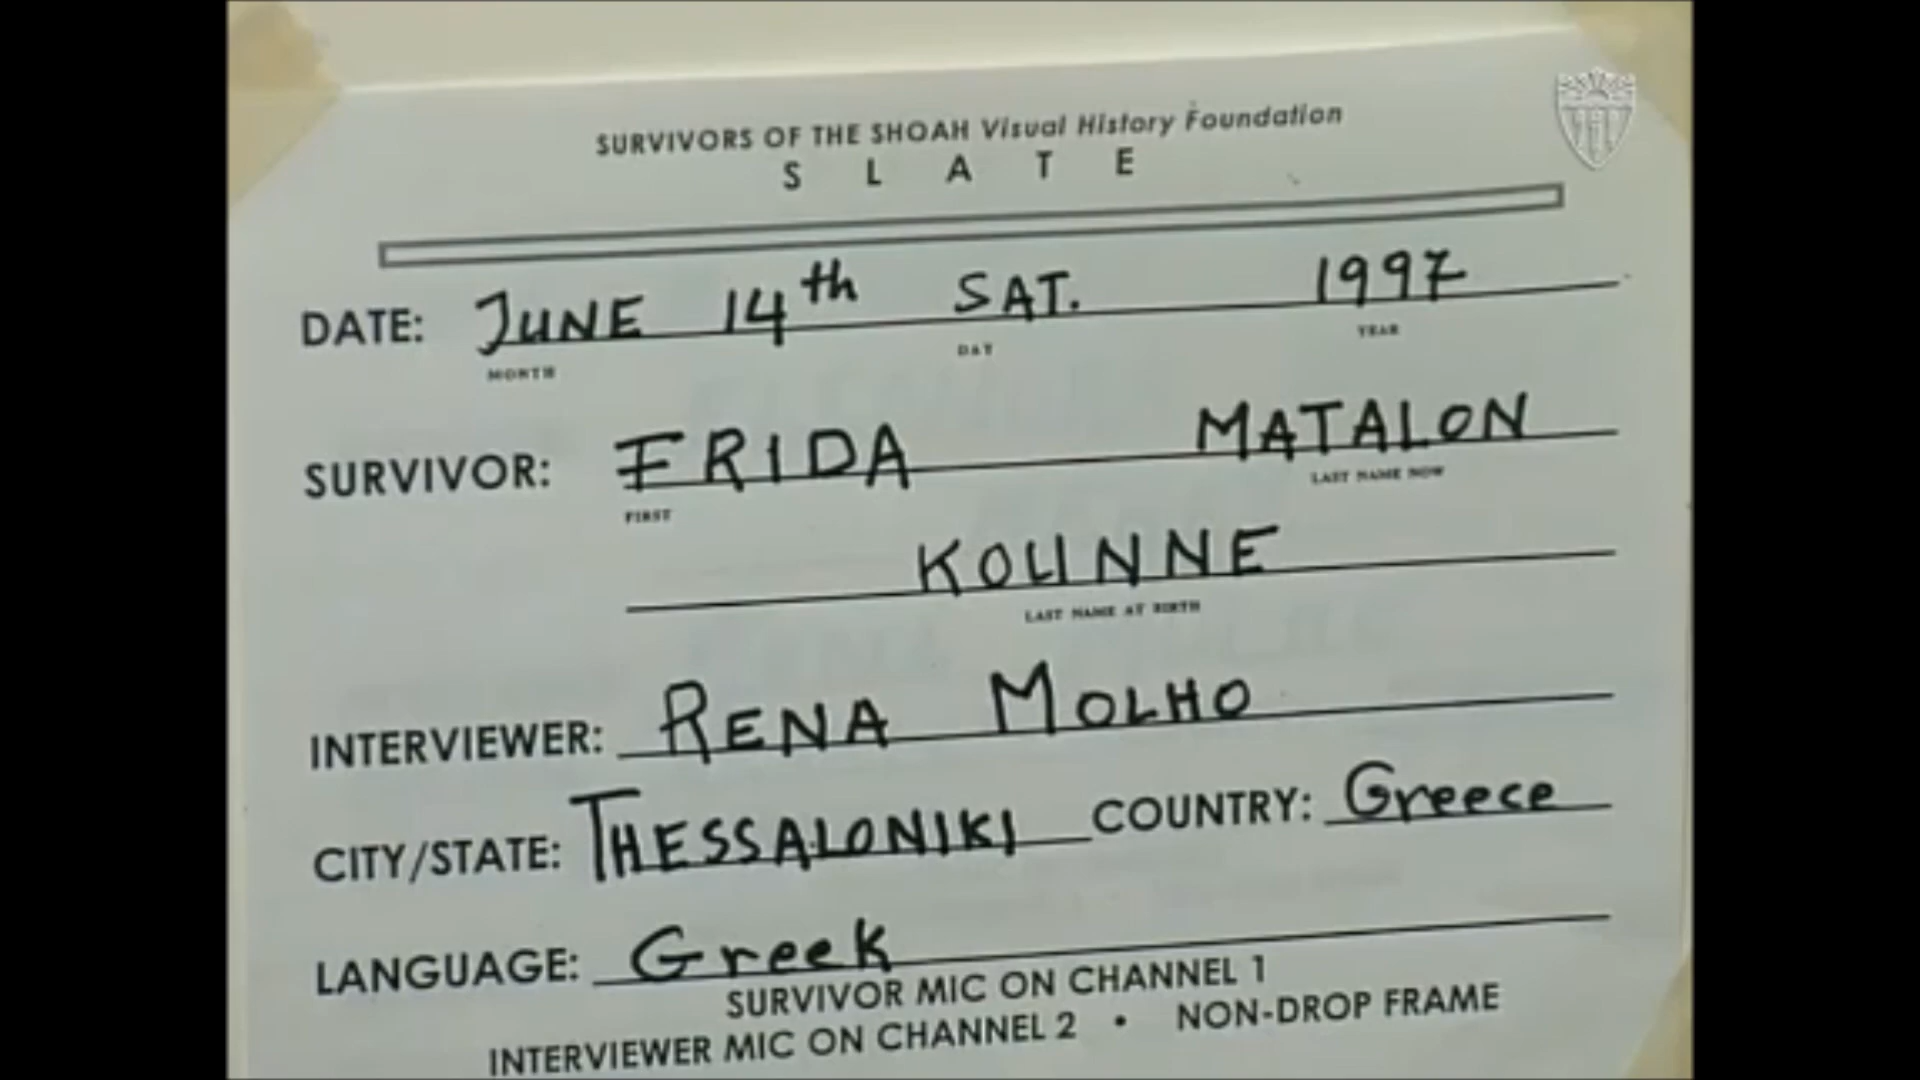 SURVIVORS OF THE SHOAH Visual History Foundation
S L A T E
DATE: JUNE 14th SAT. 1997
MONTH DAY YEAR
SURVIVOR: FRIDA MATALON
FIRST LAST NAME NOW
KOUNNE
LAST NAME AT BIRTH
INTERVIEWER: RENA MOLHO
CITY/STATE: THESSALONIKI COUNTRY: Greece
LANGUAGE: Greek
SURVIVOR MIC ON CHANNEL 1
INTERVIEWER MIC ON CHANNEL 2 • NON-DROP FRAME